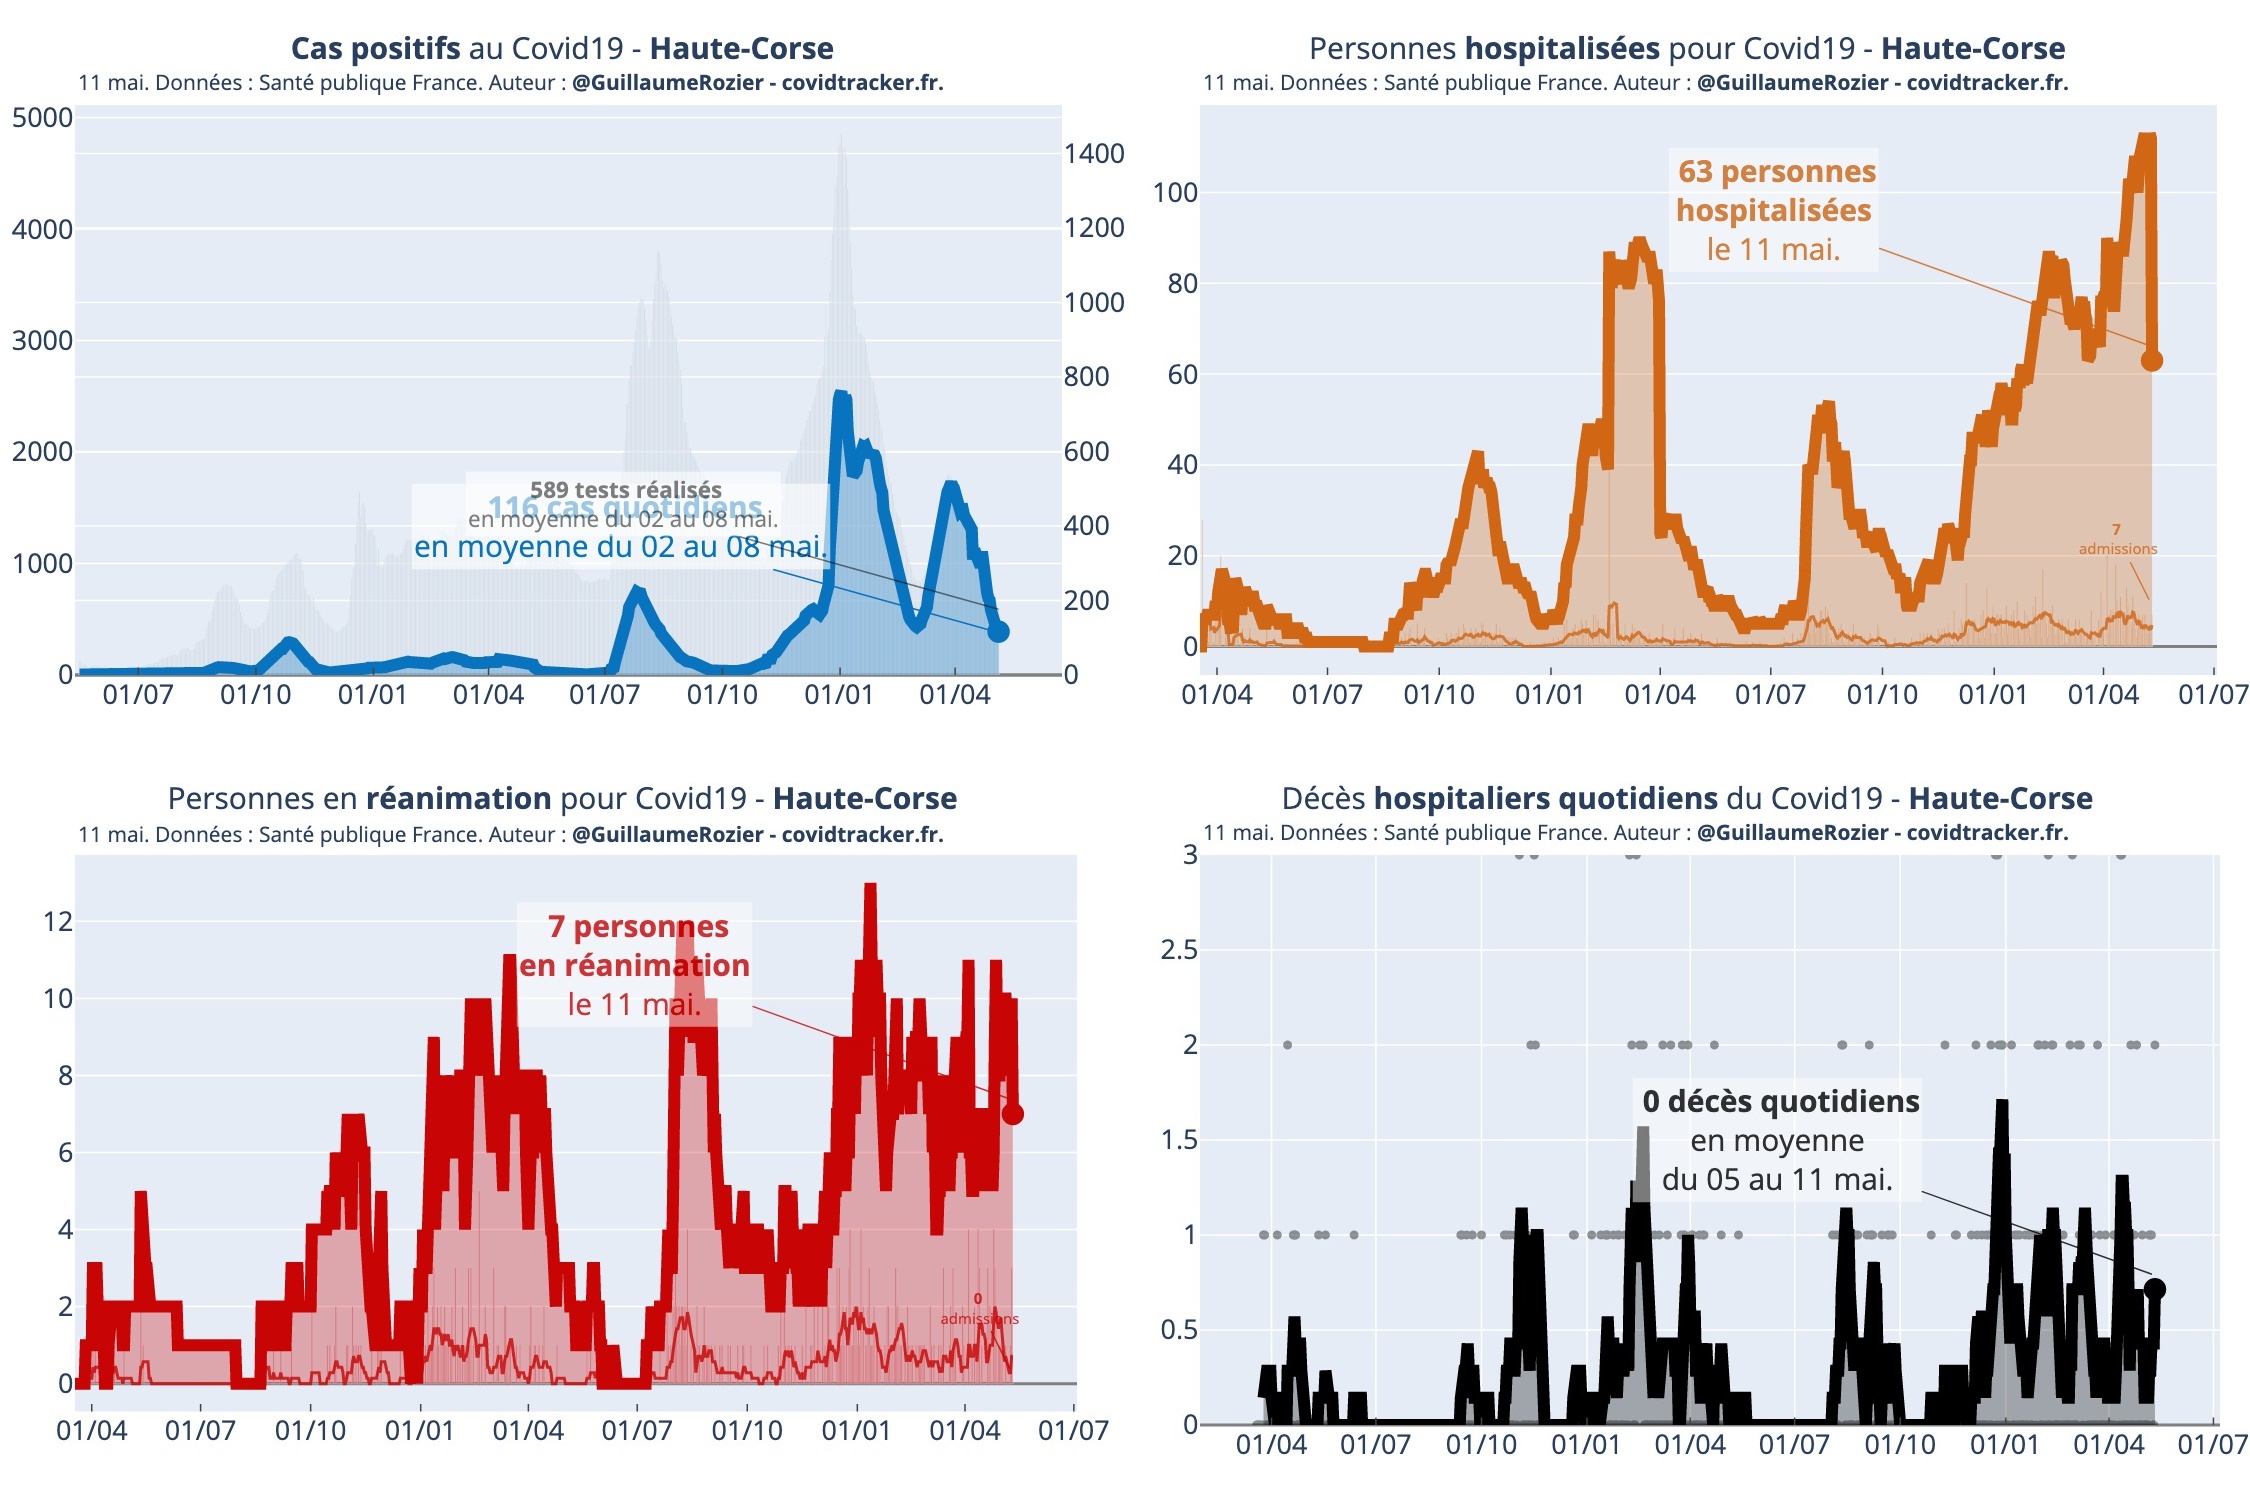 Cas positifs au Covid19 - Haute-Corse
11 mai. Données : Santé publique France. Auteur : @GuillaumeRozier - covidtracker.fr.
5000
4000
3000
2000
1000
0
1400
1200
1000
800
600
400
200
0
589 tests réalisés
en moyenne du 02 au 08 mai.
116 cas quotidiens
en moyenne du 02 au 08 mai.
01/07 01/10 01/01 01/04 01/07 01/10 01/01 01/04
Personnes hospitalisées pour Covid19 - Haute-Corse
11 mai. Données : Santé publique France. Auteur : @GuillaumeRozier - covidtracker.fr.
100
80
60
40
20
0
63 personnes
hospitalisées
le 11 mai.
7
admissions
01/04 01/07 01/10 01/01 01/04 01/07 01/10 01/01 01/04 01/07
Personnes en réanimation pour Covid19 - Haute-Corse
11 mai. Données : Santé publique France. Auteur : @GuillaumeRozier - covidtracker.fr.
12
10
8
6
4
2
0
7 personnes
en réanimation
le 11 mai.
0
admissions
01/04 01/07 01/10 01/01 01/04 01/07 01/10 01/01 01/04 01/07
Décès hospitaliers quotidiens du Covid19 - Haute-Corse
11 mai. Données : Santé publique France. Auteur : @GuillaumeRozier - covidtracker.fr.
3
2.5
2
1.5
1
0.5
0
0 décès quotidiens
en moyenne
du 05 au 11 mai.
01/04 01/07 01/10 01/01 01/04 01/07 01/10 01/01 01/04 01/07